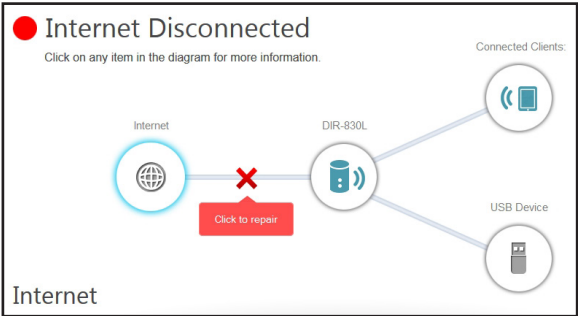 Internet Disconnected
Click on any item in the diagram for more information.
Connected Clients:
Internet
DIR-830L
Click to repair
USB Device
Internet